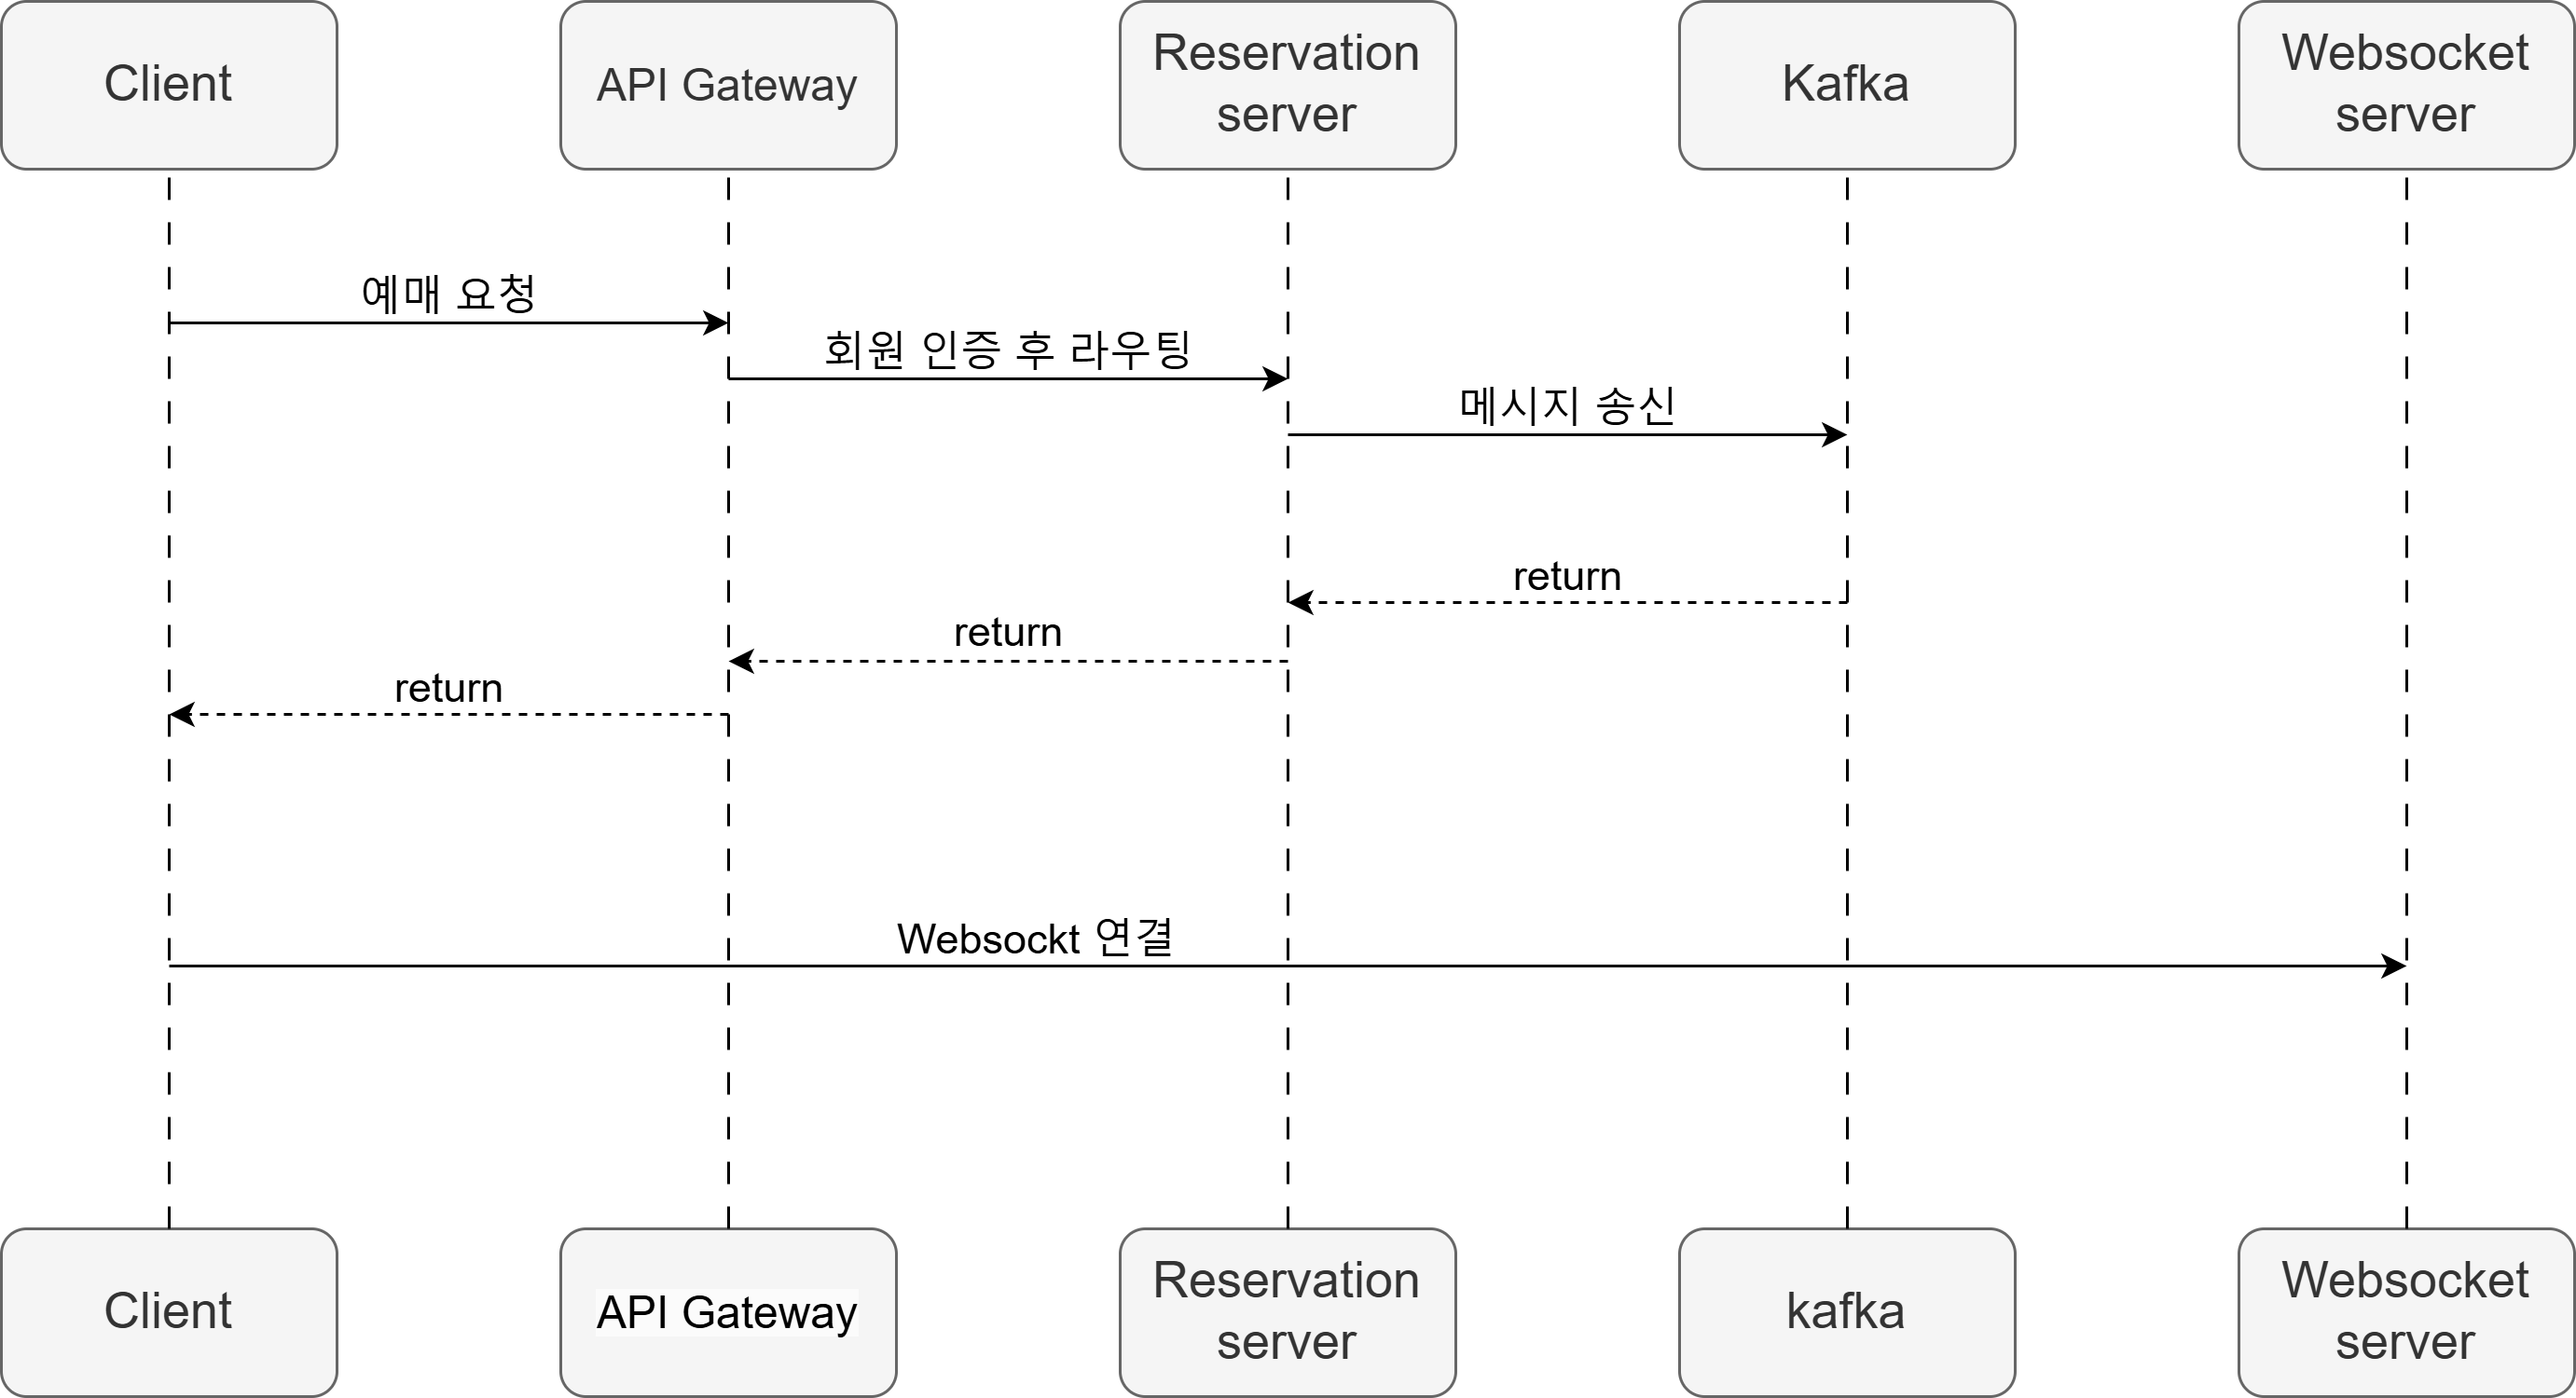 Client
API Gateway
Reservation
server
Kafka
Websocket
server
예매 요청
회원 인증 후 라우팅
메시지 송신
return
return
return
Websockt 연결
Client
API Gateway
Reservation
server
kafka
Websocket
server